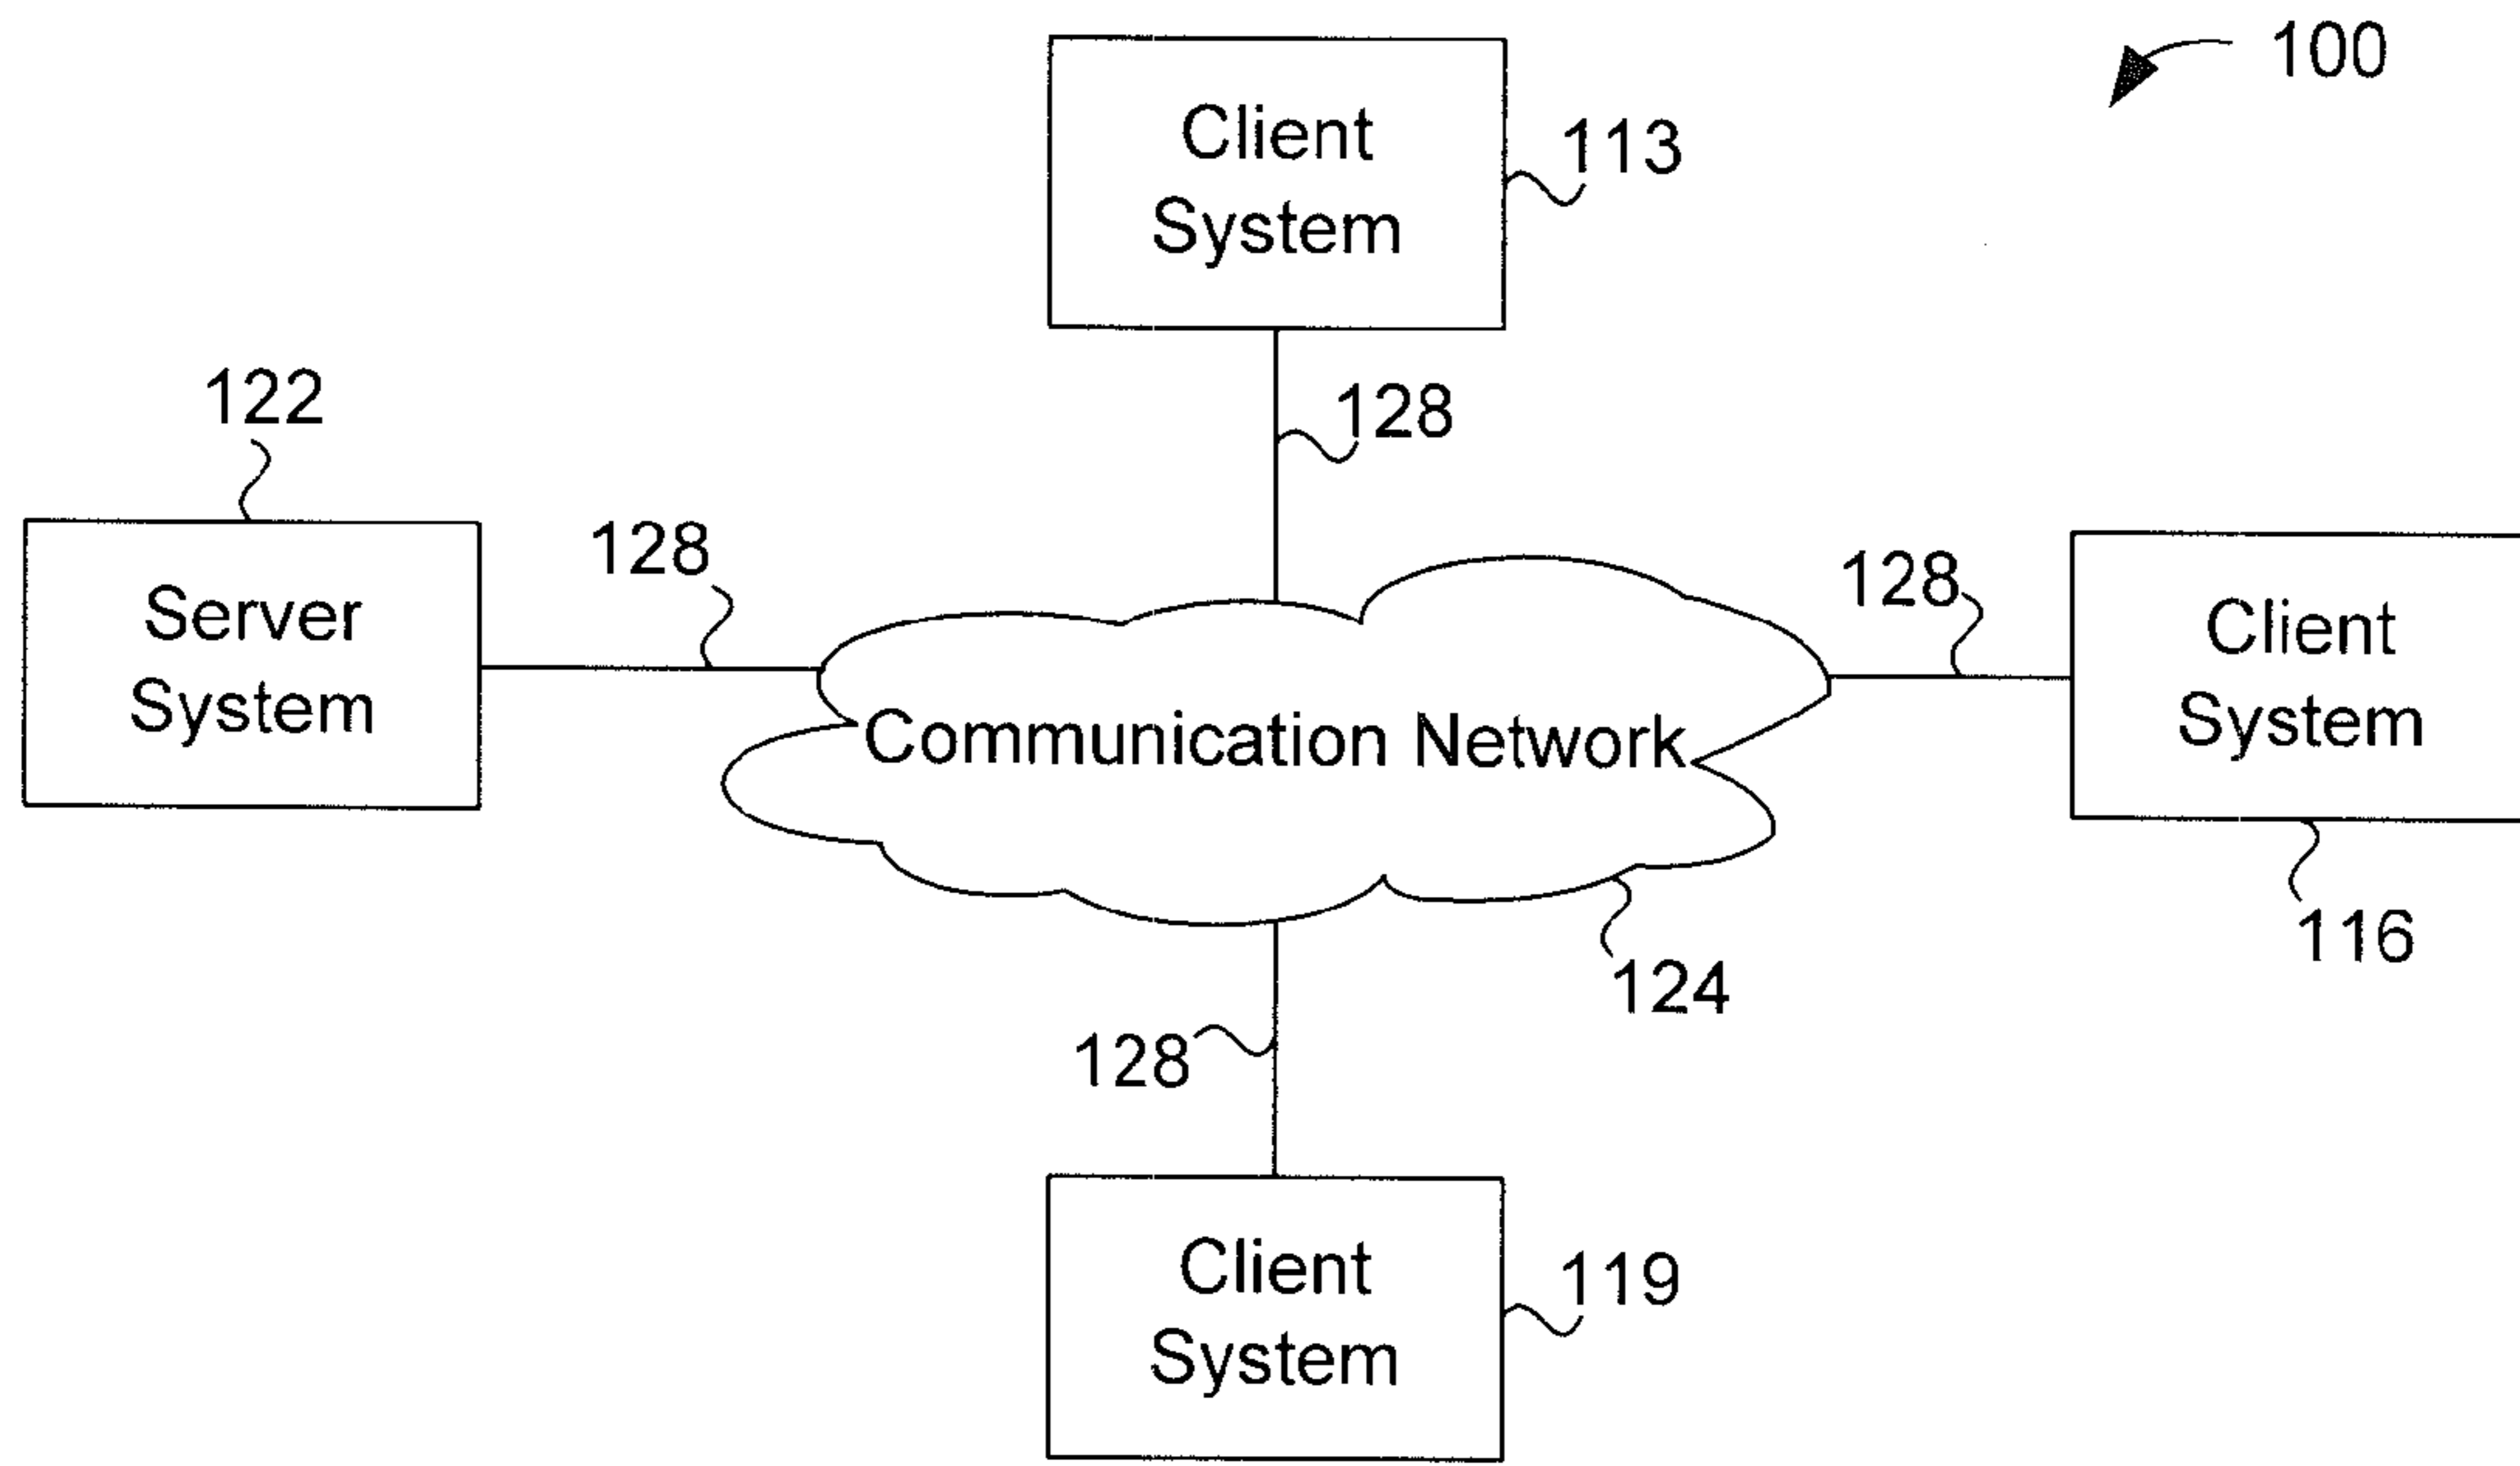 100
Client
System
113
128
122
Server
System
128
Communication Network
128
Client
System
116
124
128
Client
System
119